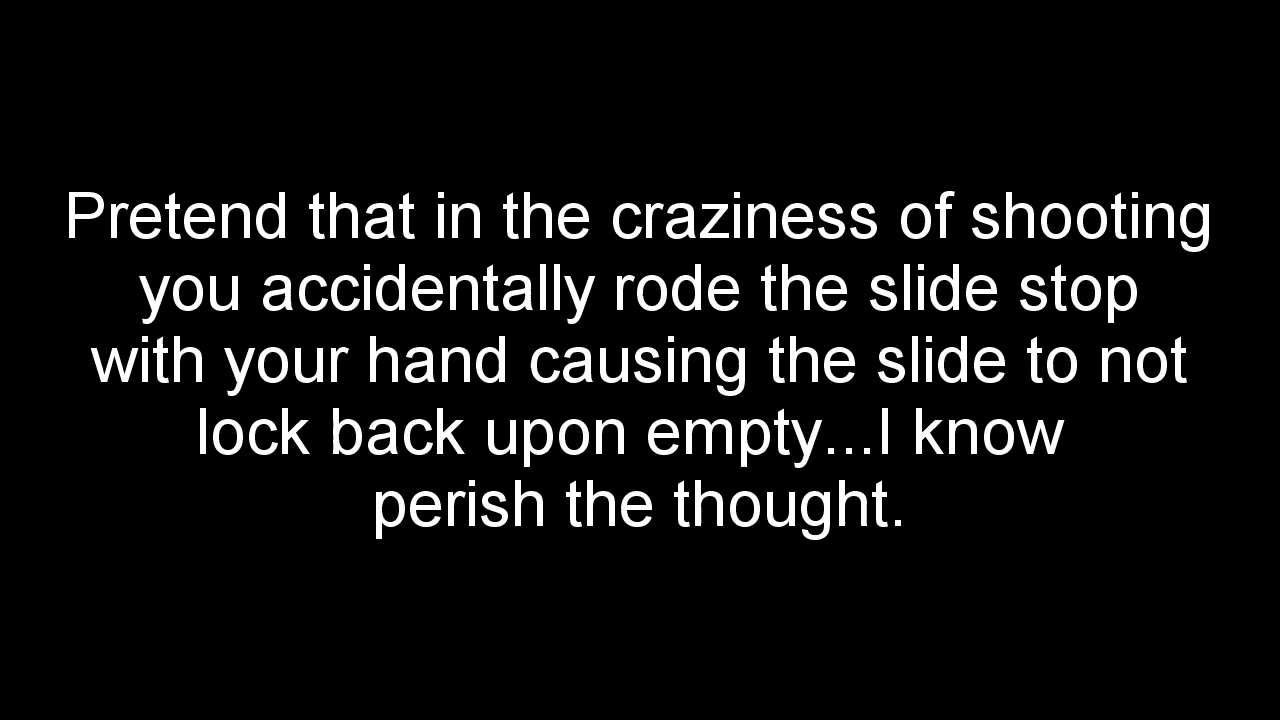 Pretend that in the craziness of shooting
you accidentally rode the slide stop
with your hand causing the slide to not
lock back upon empty...I know
perish the thought.